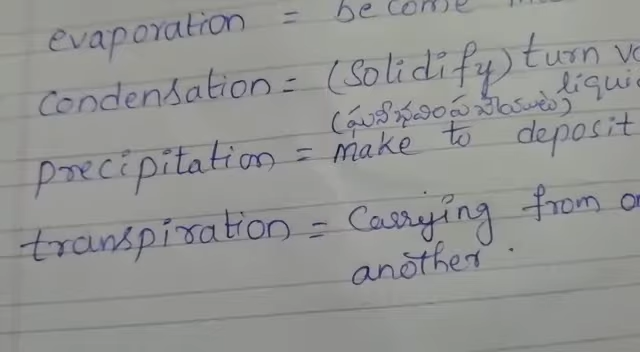 evaporation = become
condensation = (Solidify) turn
liqui
precipitation = make to deposit
transpiration = Carrying from
another.